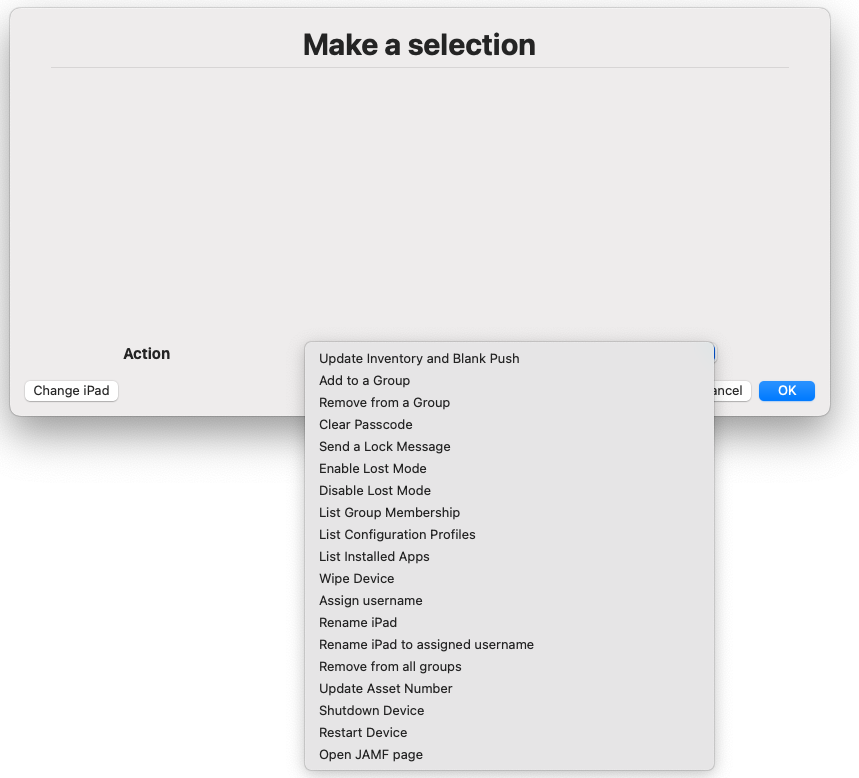 Make a selection
Action
Update Inventory and Blank Push
Add to a Group
Remove from a Group
Clear Passcode
Send a Lock Message
Enable Lost Mode
Disable Lost Mode
List Group Membership
List Configuration Profiles
List Installed Apps
Wipe Device
Assign username
Rename iPad
Rename iPad to assigned username
Remove from all groups
Update Asset Number
Shutdown Device
Restart Device
Open JAMF page
Change iPad
ancel
OK